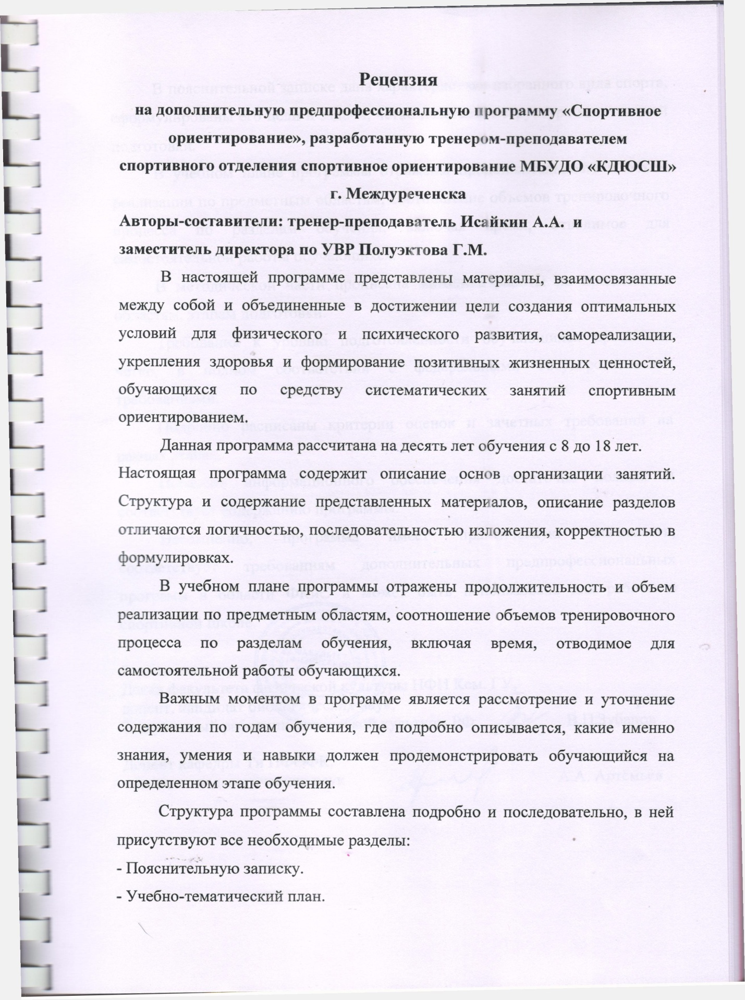 Рецензия
на дополнительную предпрофессиональную программу «Спортивное
ориентирование», разработанную тренером-преподавателем
спортивного отделения спортивное ориентирование МБУДО «КДЮСШ»
г. Междуреченска
Авторы-составители: тренер-преподаватель Исайкин А.А. и
заместитель директора по УВР Полуэктова Г.М.
В настоящей программе представлены материалы, взаимосвязанные
между собой и объединенные в достижении цели создания оптимальных
условий для физического и психического развития, самореализации,
укрепления здоровья и формирование позитивных жизненных ценностей,
обучающихся по средству систематических занятий спортивным
ориентированием.
Данная программа рассчитана на десять лет обучения с 8 до 18 лет.
Настоящая программа содержит описание основ организации занятий.
Структура и содержание представленных материалов, описание разделов
отличаются логичностью, последовательностью изложения, корректностью в
формулировках.
В учебном плане программы отражены продолжительность и объем
реализации по предметным областям, соотношение объемов тренировочного
процесса по разделам обучения, включая время, отводимое для
самостоятельной работы обучающихся.
Важным моментом в программе является рассмотрение и уточнение
содержания по годам обучения, где подробно описывается, какие именно
знания, умения и навыки должен продемонстрировать обучающийся на
определенном этапе обучения.
Структура программы составлена подробно и последовательно, в ней
присутствуют все необходимые разделы:
- Пояснительную записку.
- Учебно-тематический план.